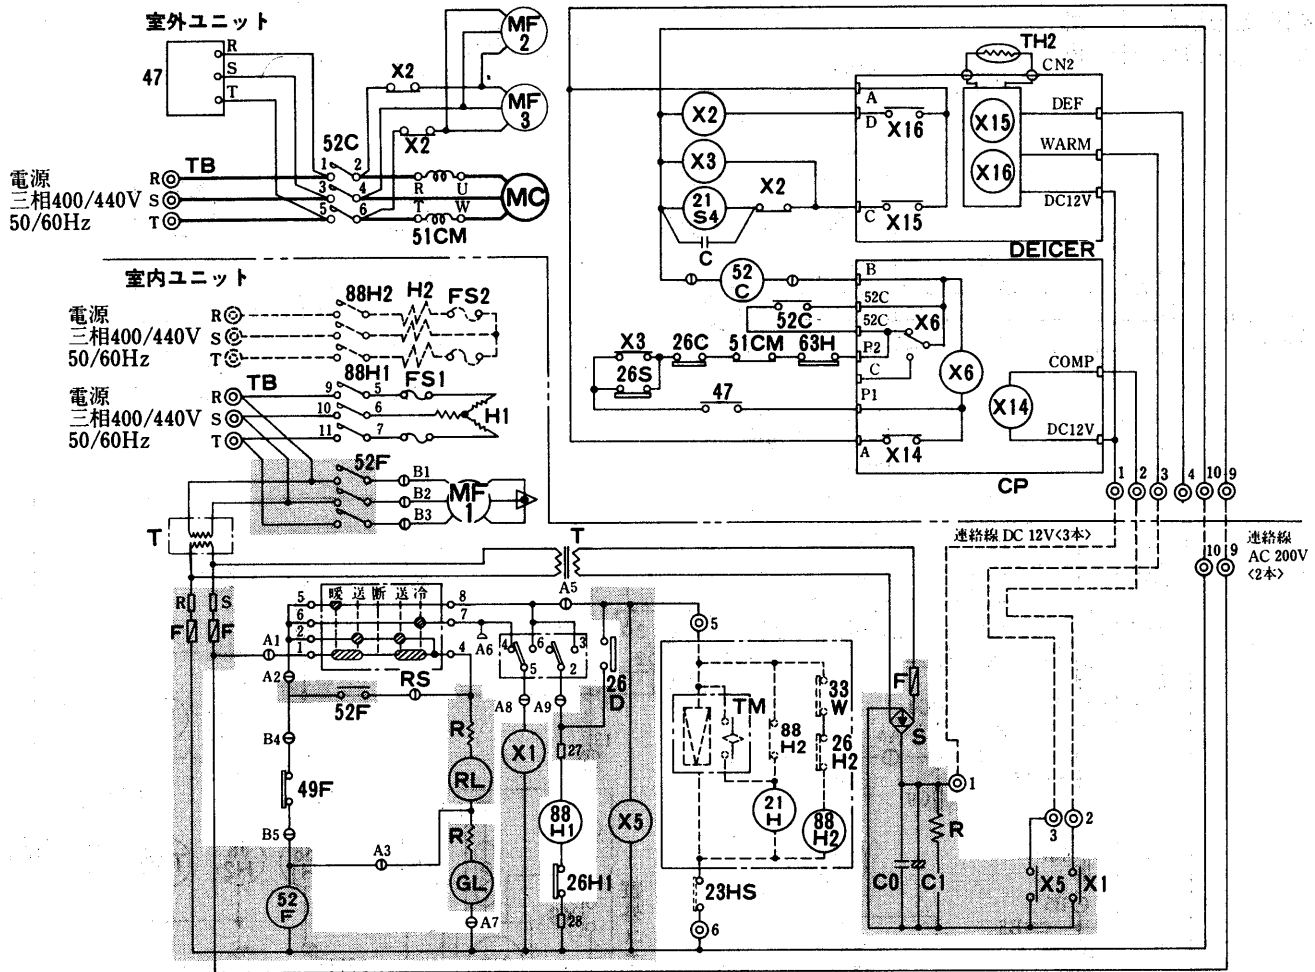 室外ユニット
47
R
S
T
MF
2
MF
3
X2
X2
52C
1 2
3 4
5 6
R U
T W
MC
51CM
TB
電源
三相400/440V
50/60Hz
R
S
T
室内ユニット
電源
三相400/440V
50/60Hz
R
S
T
88H2
H2
FS2
電源
三相400/440V
50/60Hz
TB
R
S
T
88H1
FS1
H1
9 5
10 6
11 7
52F
B1
B2
B3
MF
1
TH2
CN2
X2
X3
21
S4
C
X2
A
D
C
X16
X15
X15
X16
DEF
WARM
DC12V
DEICER
52
C
B
52C
52C
52C
X6
P2
C
P1
A
X3
26S
26C
51CM
63H
47
X6
X14
X14
COMP
DC12V
CP
1
2
3
4
10
9
連絡線 DC 12V<3本>
10
9
連絡線
AC 200V
<2本>
T
T
R
S
F
F
暖 送 断 送 冷
5
6
2
1
8
7
4
RS
A1
A2
A5
A6
4
5
6
3
2
A8
A9
26
D
52F
B4
49F
B5
A3
52
F
R
RL
R
GL
A7
X1
27
88
H1
26H1
28
X5
5
TM
88
H2
33
W
26
H2
21
H
88
H2
23HS
6
F
S
C0
C1
R
1
3
2
X5
X1